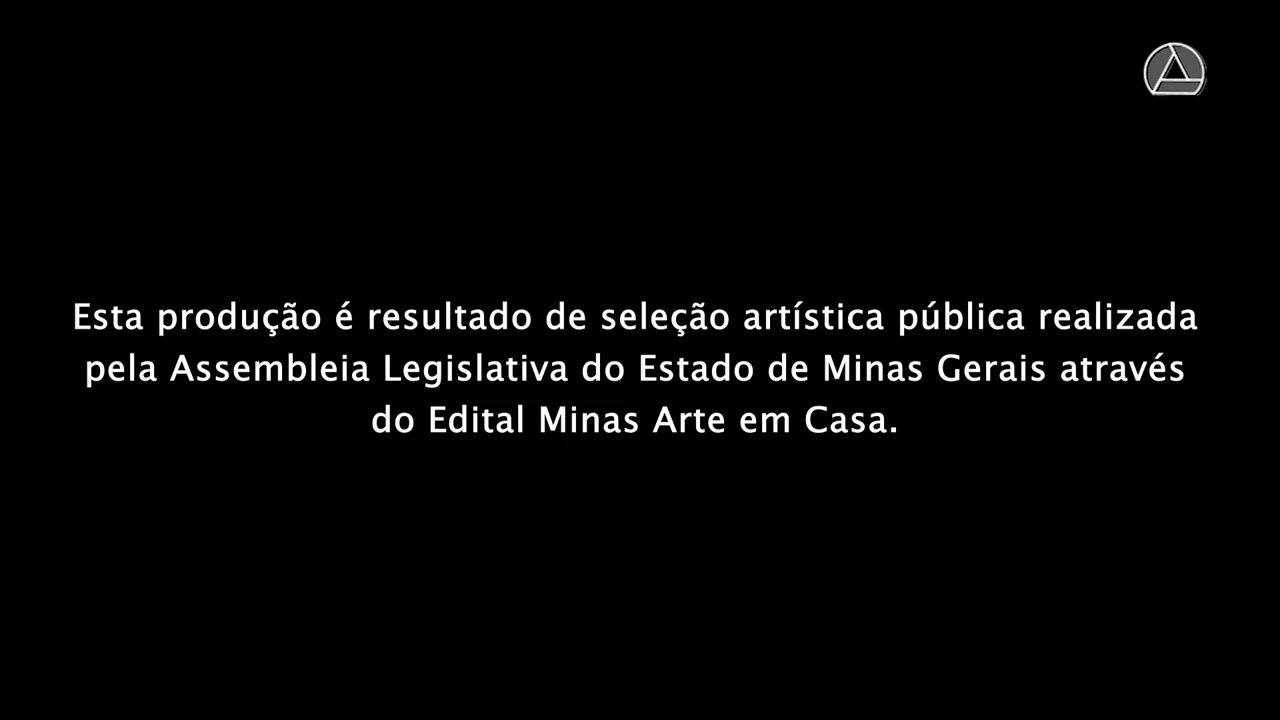 Esta produção é resultado de seleção artística pública realizada
pela Assembleia Legislativa do Estado de Minas Gerais através
do Edital Minas Arte em Casa.